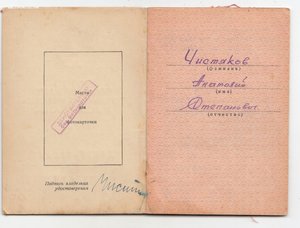 Место
для
фотокарточки
Подпись владельца
удостоверения
Чистяков
(фамилия)
Анатолий
(имя)
Степанович
(отчество)